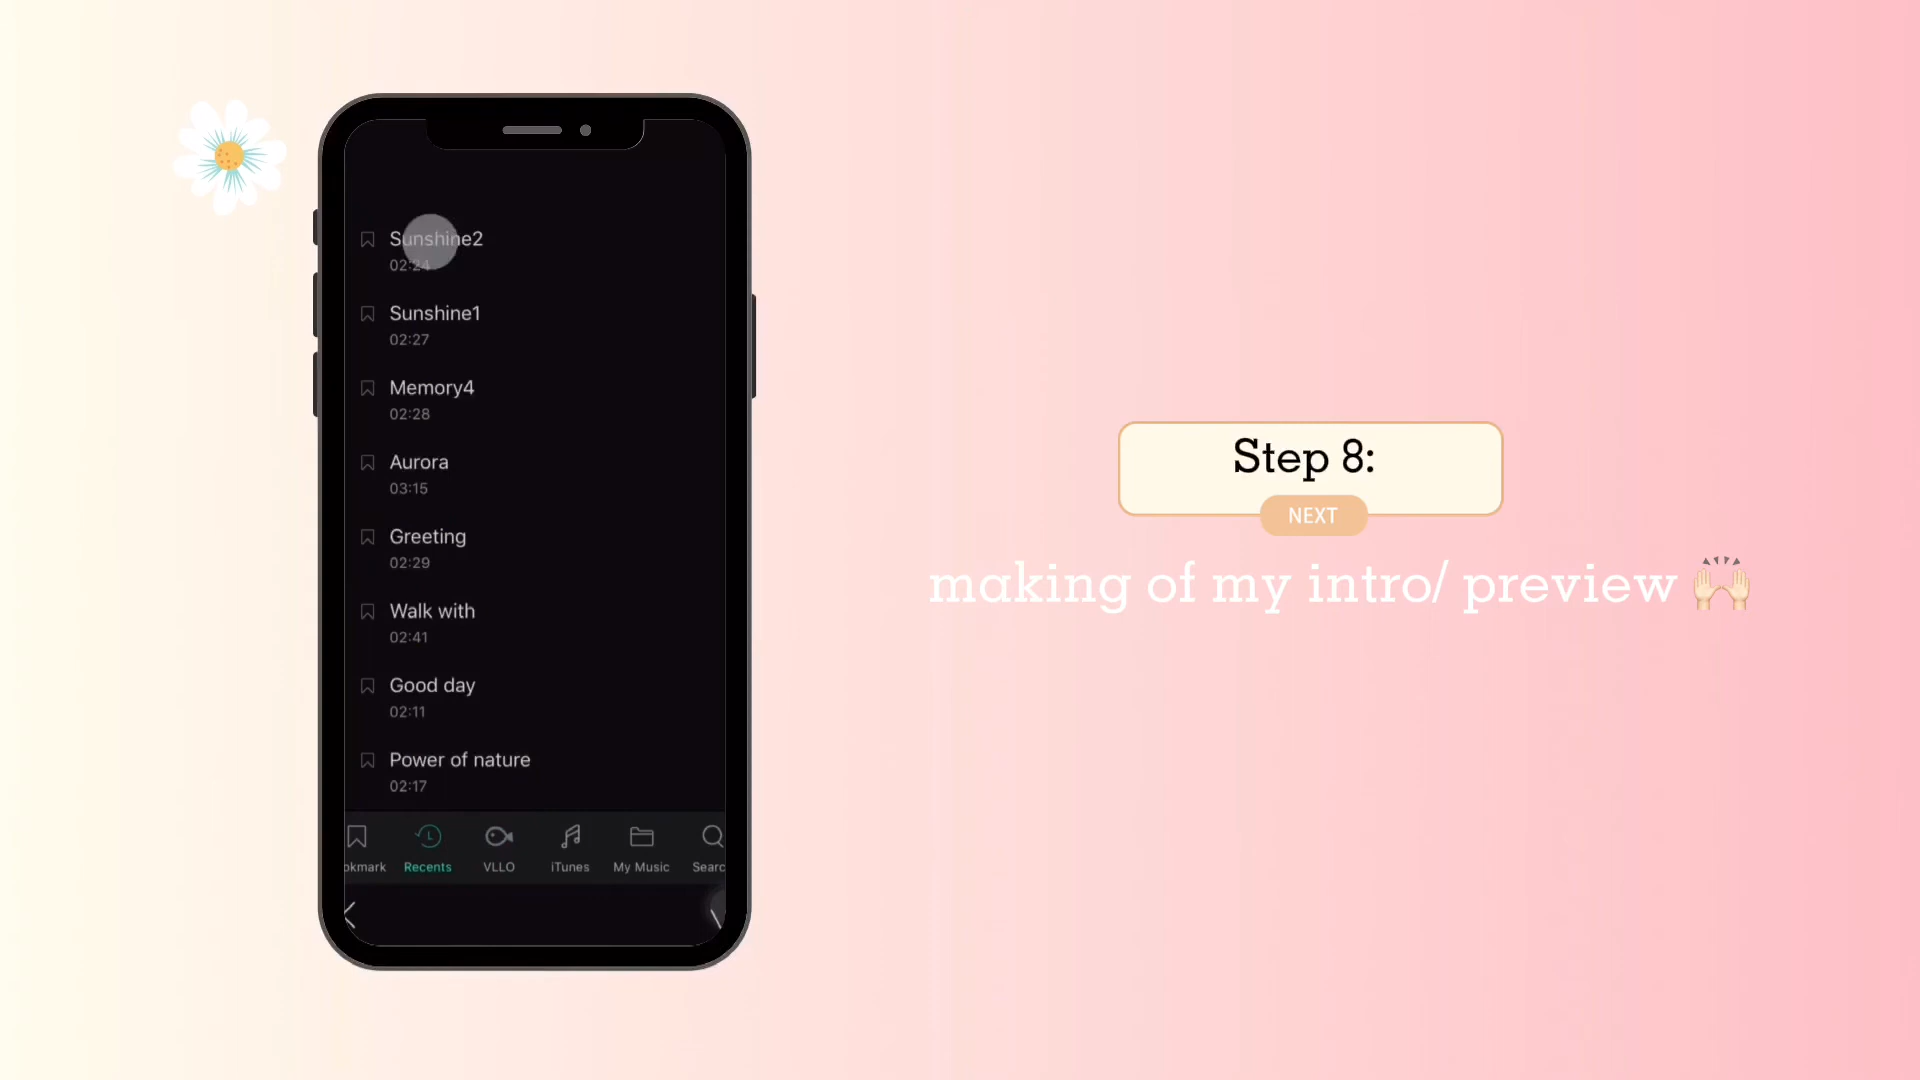 Sunshine2
02:24
Sunshine1
02:27
Memory4
02:28
Aurora
03:15
Greeting
02:29
Walk with
02:41
Good day
02:11
Power of nature
02:17
okmark Recents VLLO iTunes My Music Searc
Step 8:
NEXT
making of my intro/ preview 🙌🏻